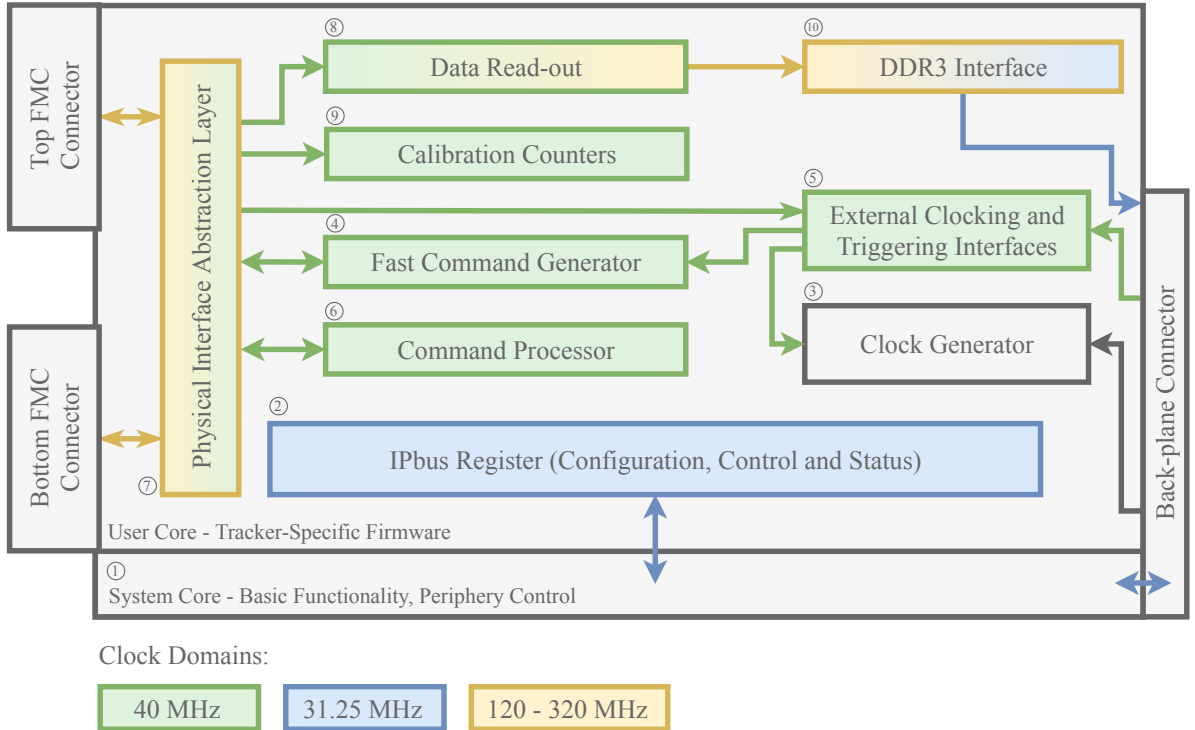 Top FMC
Connector
Bottom FMC
Connector
⑦
Physical Interface Abstraction Layer
⑧
Data Read-out
⑩
DDR3 Interface
⑨
Calibration Counters
⑤
External Clocking and
Triggering Interfaces
④
Fast Command Generator
③
Clock Generator
⑥
Command Processor
②
IPbus Register (Configuration, Control and Status)
Back-plane Connector
User Core - Tracker-Specific Firmware
①
System Core - Basic Functionality, Periphery Control
Clock Domains:
40 MHz
31.25 MHz
120 - 320 MHz